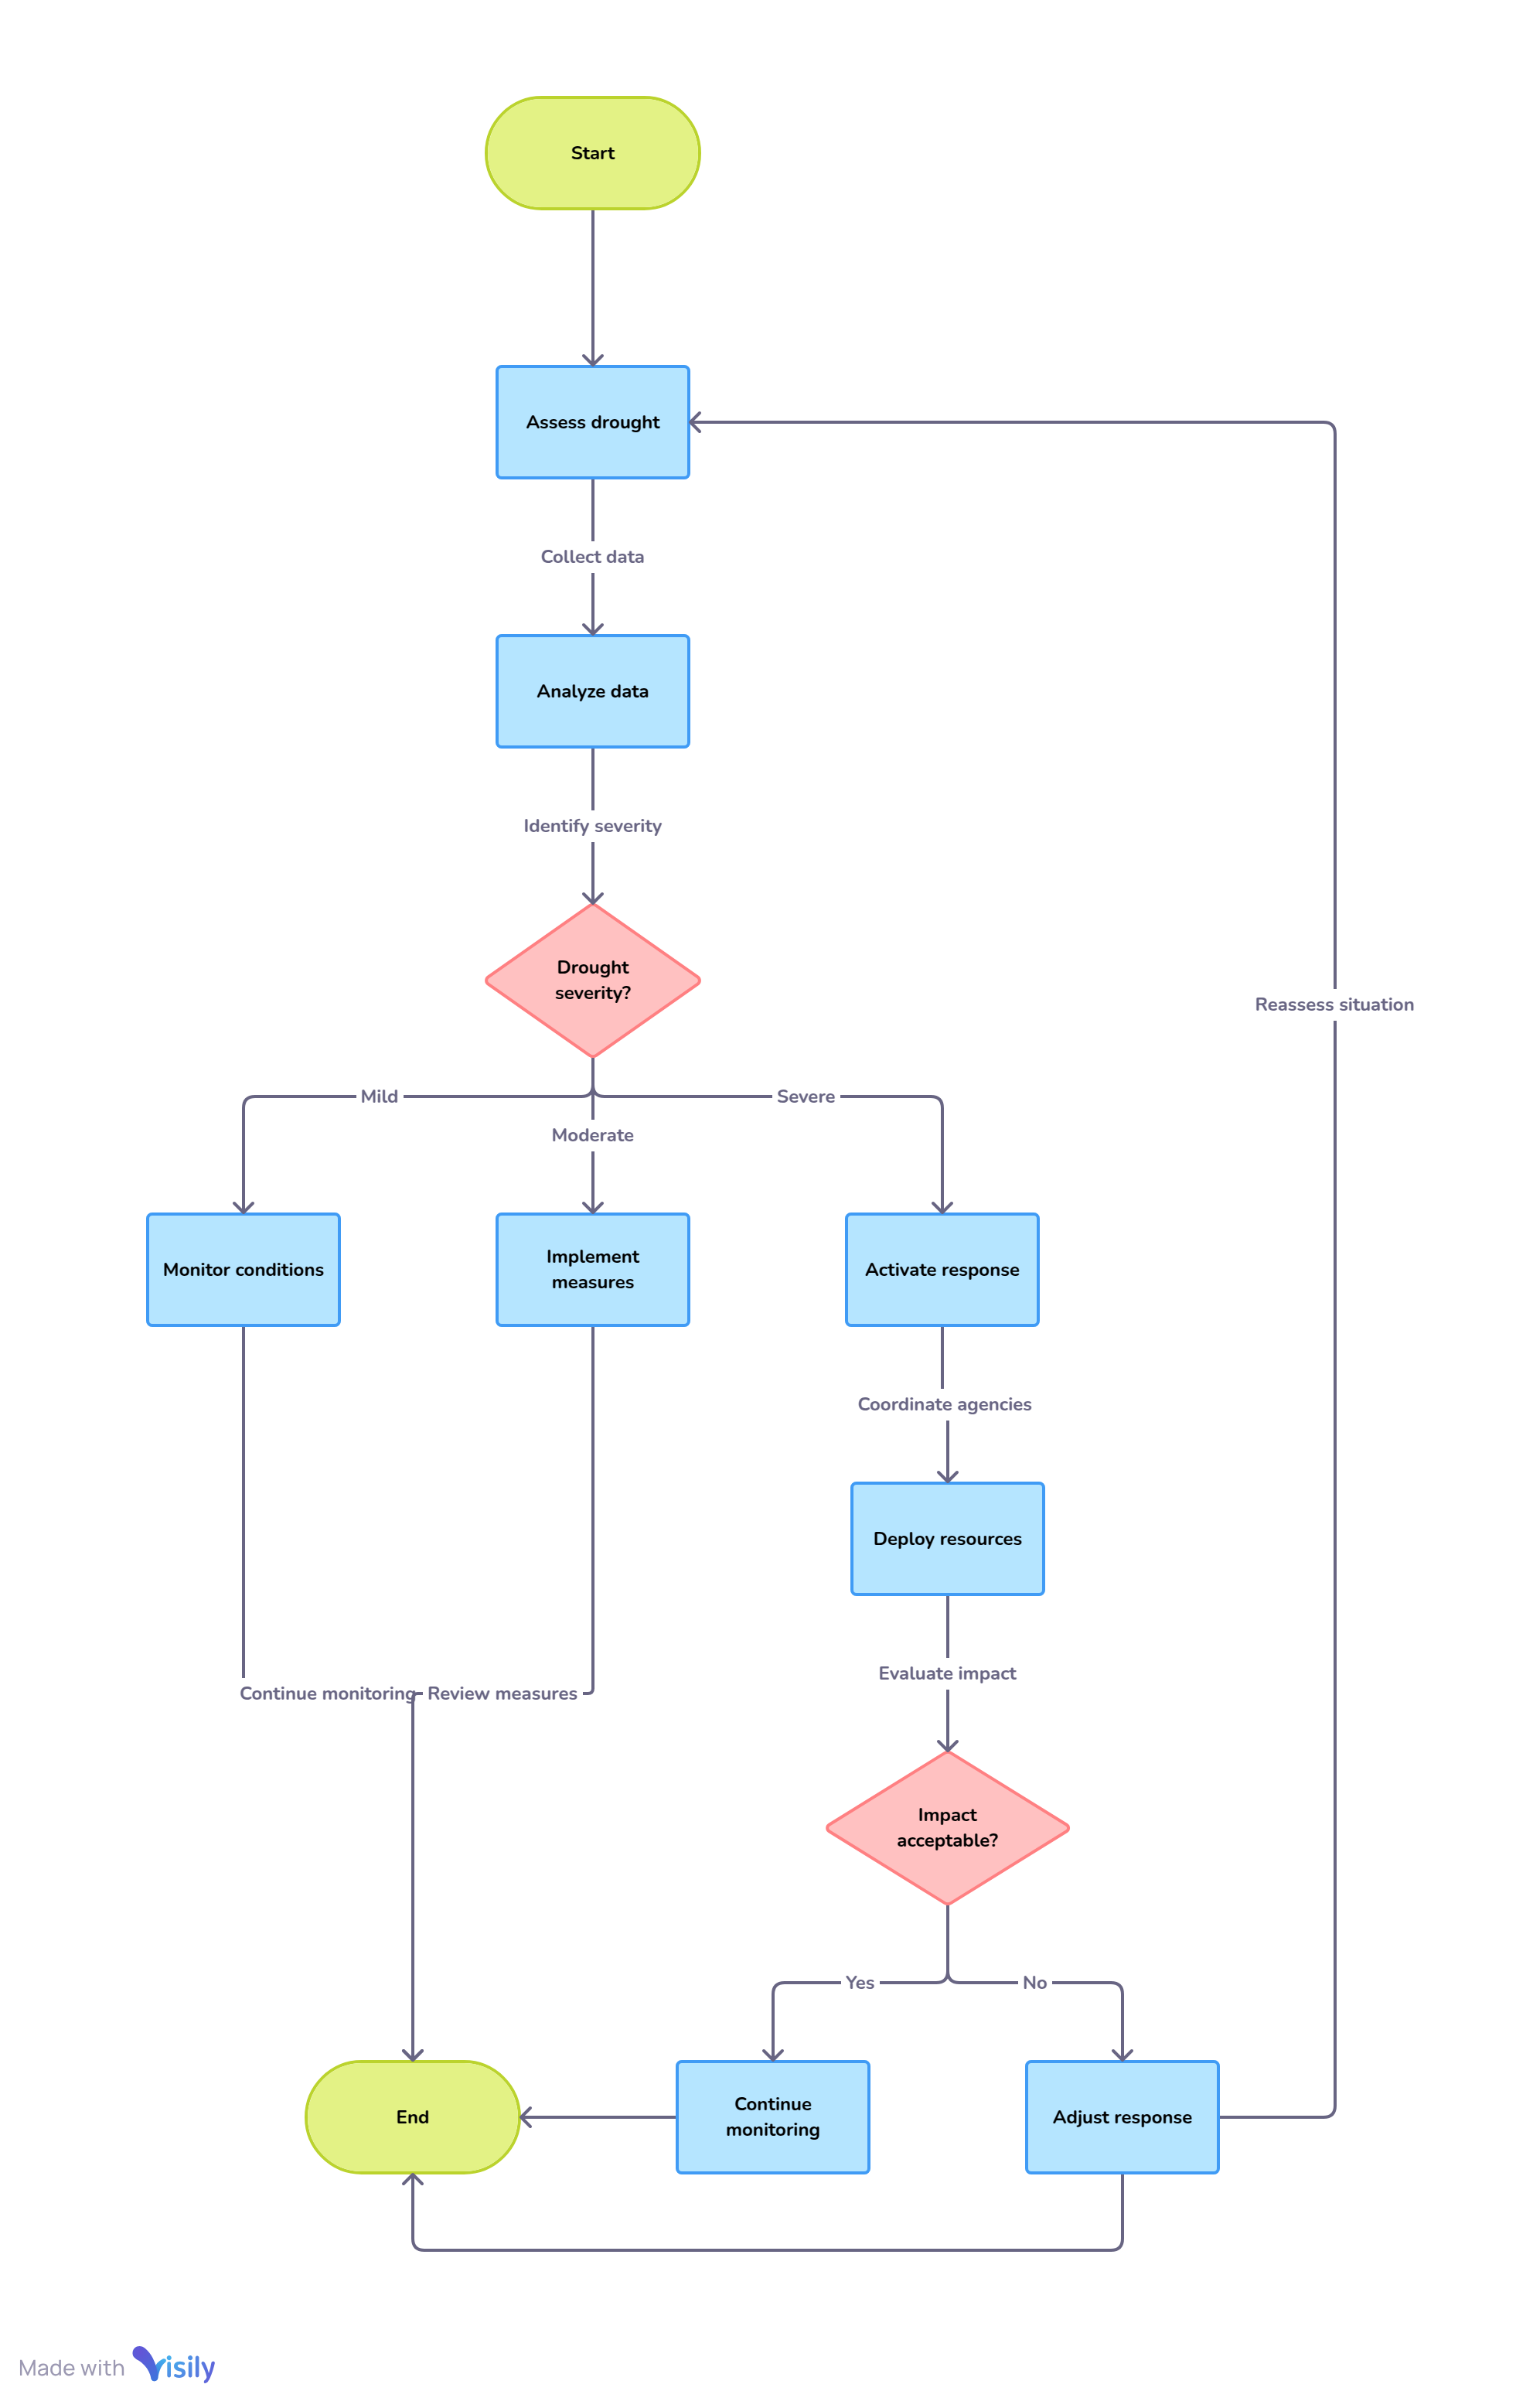 Start
Assess drought
Collect data
Analyze data
Identify severity
Drought
severity?
Mild
Severe
Moderate
Monitor conditions
Implement
measures
Activate response
Reassess situation
Coordinate agencies
Deploy resources
Evaluate impact
Continue monitoring
Review measures
Impact
acceptable?
Yes
No
End
Continue
monitoring
Adjust response
Made with Visily